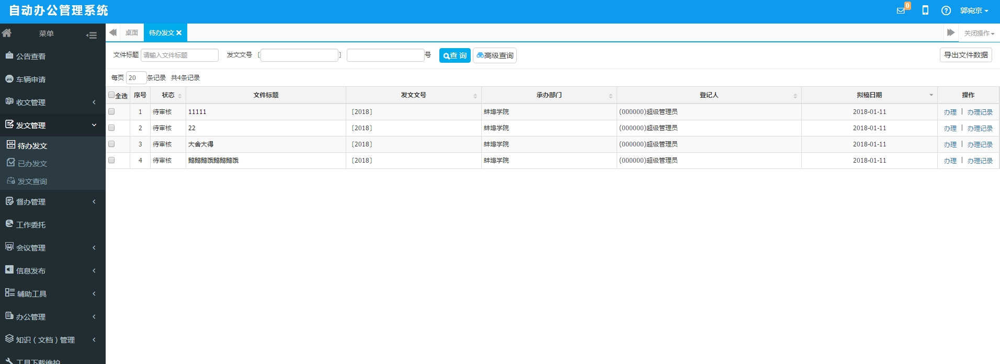 自动办公管理系统
0
郭宛京
菜单
桌面
待办发文
关闭操作
公告查看
车辆申请
收文管理
发文管理
待办发文
已办发文
发文查询
督办管理
工作委托
会议管理
信息发布
辅助工具
办公管理
知识（文档）管理
工具下载维护
文件标题 请输入文件标题 发文文号 〔 〕 号 查 询 高级查询 导出文件数据
每页 20 条记录 共4条记录
全选 序号 状态 文件标题 发文文号 承办部门 登记人 拟稿日期 操作
1 待审核 11111 〔2018〕 蚌埠学院 (000000)超级管理员 2018-01-11 办理 | 办理记录
2 待审核 22 〔2018〕 蚌埠学院 (000000)超级管理员 2018-01-11 办理 | 办理记录
3 待审核 大舍大得 〔2018〕 蚌埠学院 (000000)超级管理员 2018-01-11 办理 | 办理记录
4 待审核 鹅鹅鹅饿鹅鹅鹅饿 〔2018〕 蚌埠学院 (000000)超级管理员 2018-01-11 办理 | 办理记录